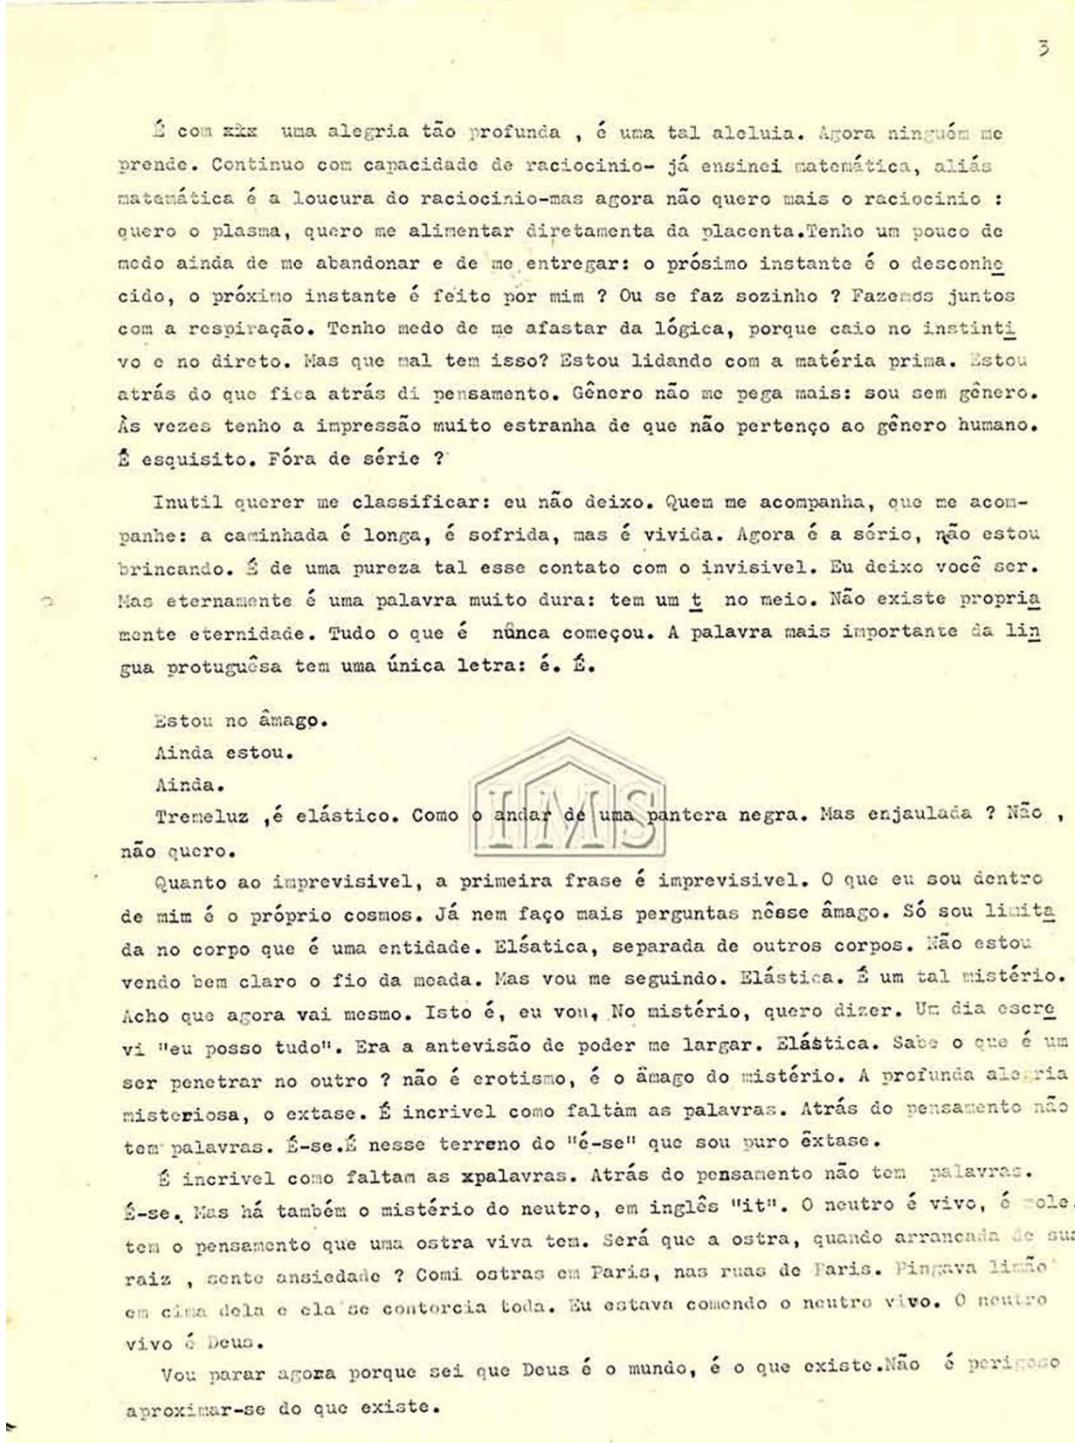 3
É com xxx uma alegria tão profunda , é uma tal aleluia. Agora ninguém me
prende. Continuo com capacidade de raciocinio- já ensinei matemática, aliás
matemática é a loucura do raciocinio-mas agora não quero mais o raciocinio :
quero o plasma, quero me alimentar diretamenta da placenta.Tenho um pouco de
medo ainda de me abandonar e de me entregar: o prósimo instante é o desconhe
cido, o próximo instante é feito por mim ? Ou se faz sozinho ? Fazemos juntos
com a respiração. Tenho medo de me afastar da lógica, porque caio no instinti
vo e no direto. Mas que mal tem isso? Estou lidando com a matéria prima. Estou
atrás do que fica atrás di pensamento. Gênero não me pega mais: sou sem gênero.
Às vezes tenho a impressão muito estranha de que não pertenço ao gênero humano.
É esquisito. Fóra de série ?
Inutil querer me classificar: eu não deixo. Quem me acompanha, que me acom-
panhe: a caminhada é longa, é sofrida, mas é vivida. Agora é a sério, não estou
brincando. É de uma pureza tal esse contato com o invisivel. Eu deixo você ser.
Mas eternamente é uma palavra muito dura: tem um t no meio. Não existe propria
mente eternidade. Tudo o que é nunca começou. A palavra mais importante da lin
gua protuguêsa tem uma única letra: é. É.
Estou no âmago.
Ainda estou.
Ainda.
IMS
Tremeluz ,é elástico. Como o andar de uma pantera negra. Mas enjaulada ? Não ,
não quero.
Quanto ao imprevisivel, a primeira frase é imprevisivel. O que eu sou dentro
de mim é o próprio cosmos. Já nem faço mais perguntas nêsse âmago. Só sou limita
da no corpo que é uma entidade. Elśatica, separada de outros corpos. Não estou
vendo bem claro o fio da meada. Mas vou me seguindo. Elástica. É um tal mistério.
Acho que agora vai mesmo. Isto é, eu vou, No mistério, quero dizer. Um dia escre
vi "eu posso tudo". Era a antevisão de poder me largar. Elástica. Sabe o que é um
ser penetrar no outro ? não é erotismo, é o âmago do mistério. A profunda alegria
misteriosa, o extase. É incrivel como faltàm as palavras. Atrás do pensamento não
tem palavras. É-se.É nesse terreno do "é-se" que sou puro êxtase.
É incrivel como faltam as xpalavras. Atrás do pensamento não tem palavras.
É-se. Mas há também o mistério do neutro, em inglês "it". O neutro é vivo, é mole,
tem o pensamento que uma ostra viva tem. Será que a ostra, quando arrancada de sua
raiz , sente ansiedade ? Comi ostras em Paris, nas ruas de Paris. Pingava limão
em cima dela e ela se contorcia toda. Eu estava comendo o neutro vivo. O neutro
vivo é Deus.
Vou parar agora porque sei que Deus é o mundo, é o que existe.Não é perigoso
aproximar-se do que existe.